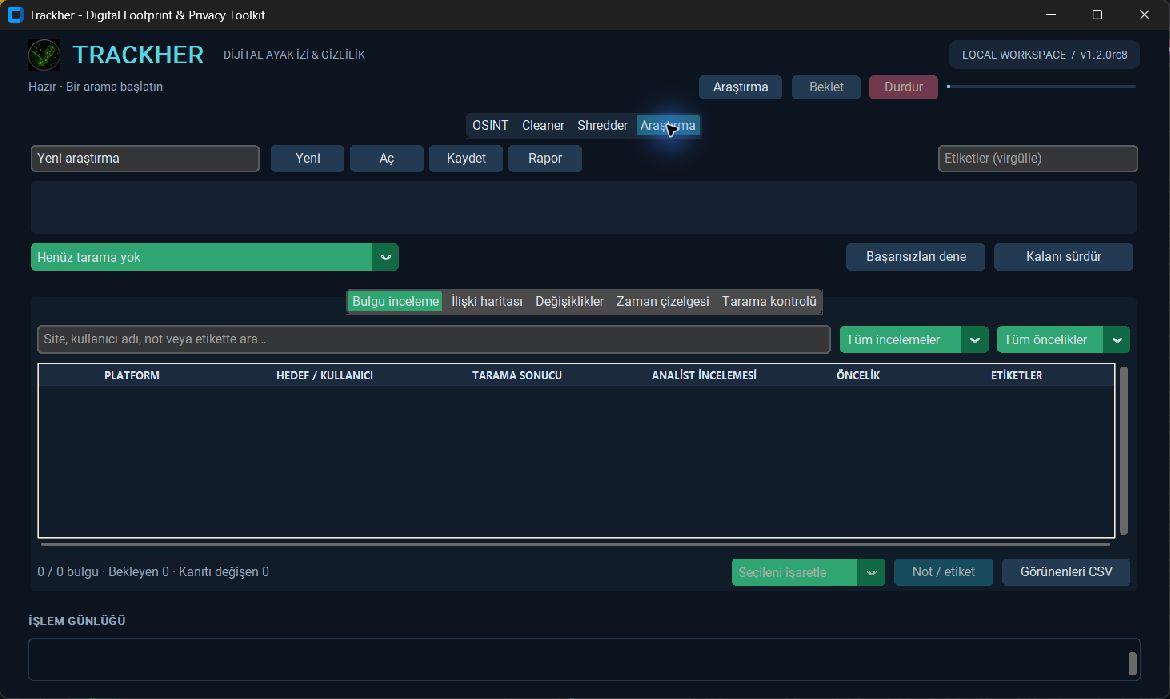 Trackher - Digital Footprint & Privacy Toolkit
TRACKHER DİJİTAL AYAK İZİ & GİZLİLİK LOCAL WORKSPACE / v1.2.0rc8
Hazır · Bir arama başlatın Araştırma Beklet Durdur
OSINT Cleaner Shredder Araştırma
Yeni araştırma Yeni Aç Kaydet Rapor Etiketler (virgülle)
Henüz tarama yok Başarısızları dene Kalanı sürdür
Bulgu inceleme İlişki haritası Değişiklikler Zaman çizelgesi Tarama kontrolü
Site, kullanıcı adı, not veya etikette ara... Tüm incelemeler Tüm öncelikler
PLATFORM HEDEF / KULLANICI TARAMA SONUCU ANALİST İNCELEMESİ ÖNCELİK ETİKETLER
0 / 0 bulgu · Bekleyen 0 · Kanıtı değişen 0 Seçileni işaretle Not / etiket Görünenleri CSV
İŞLEM GÜNLÜĞÜ